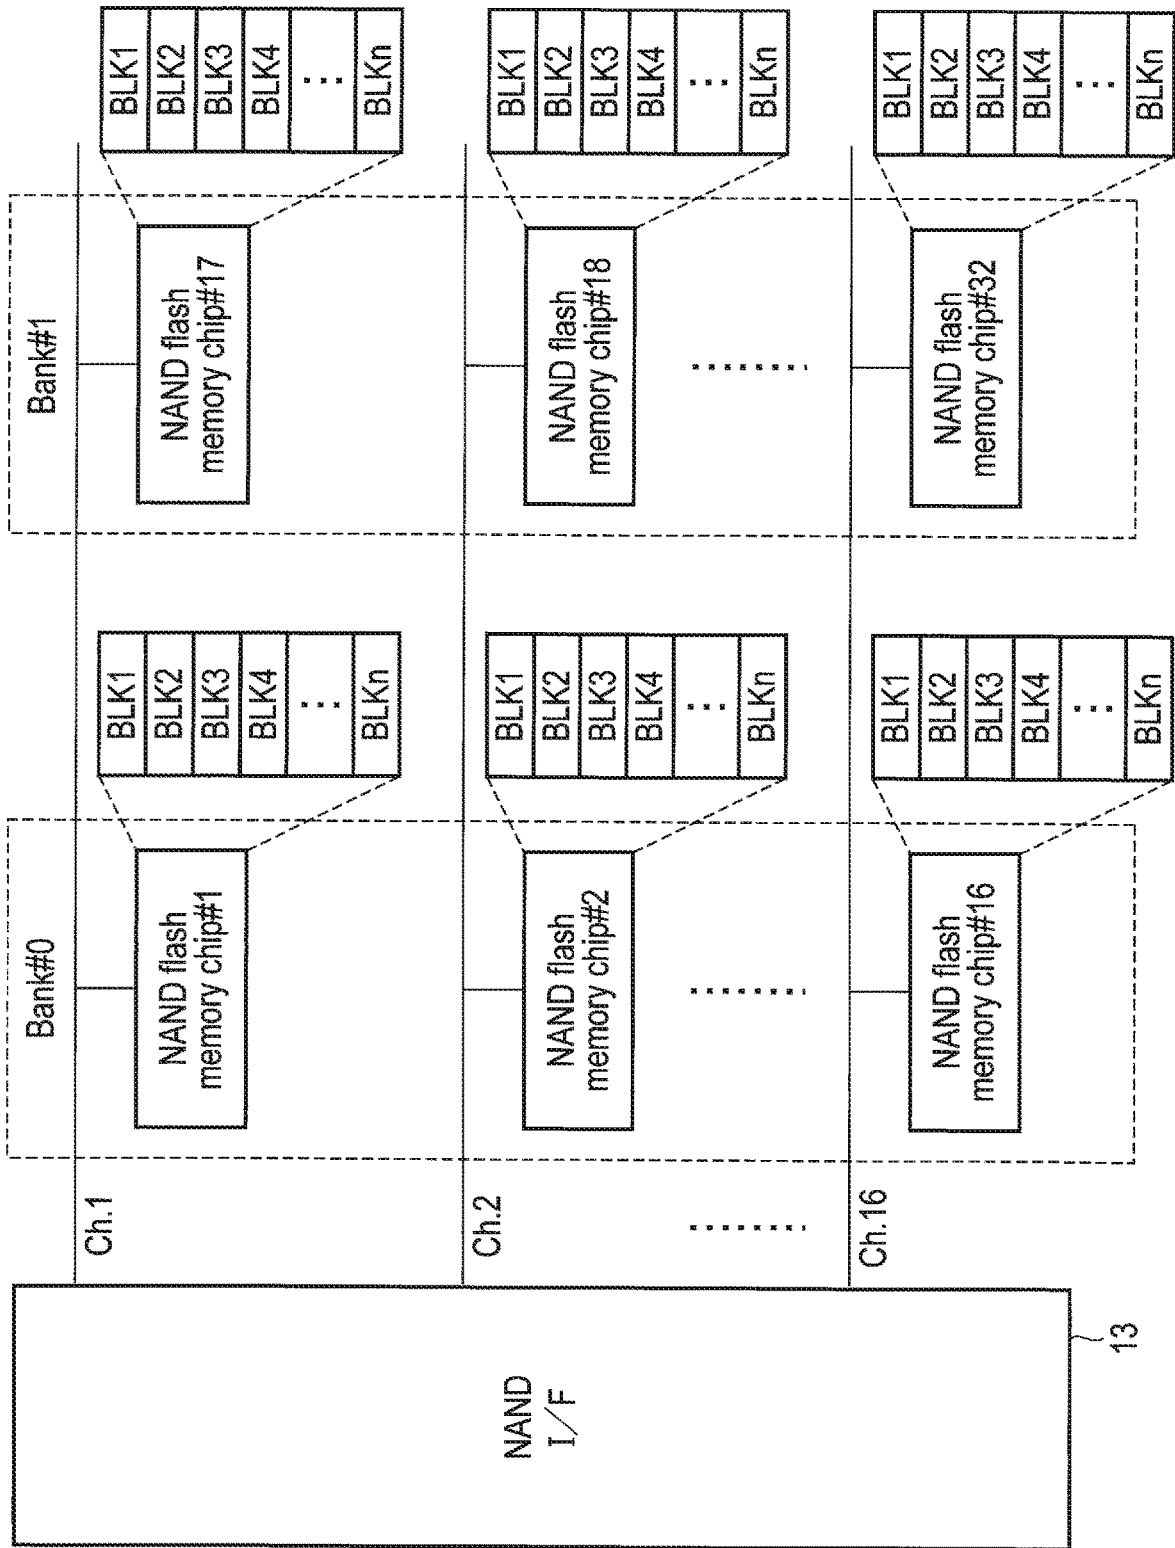 Bank#0
Bank#1
NAND
I/F
13
Ch.1
NAND flash
memory chip#1
BLK1
BLK2
BLK3
BLK4
BLKn
NAND flash
memory chip#17
BLK1
BLK2
BLK3
BLK4
BLKn
Ch.2
NAND flash
memory chip#2
BLK1
BLK2
BLK3
BLK4
BLKn
NAND flash
memory chip#18
BLK1
BLK2
BLK3
BLK4
BLKn
Ch.16
NAND flash
memory chip#16
BLK1
BLK2
BLK3
BLK4
BLKn
NAND flash
memory chip#32
BLK1
BLK2
BLK3
BLK4
BLKn